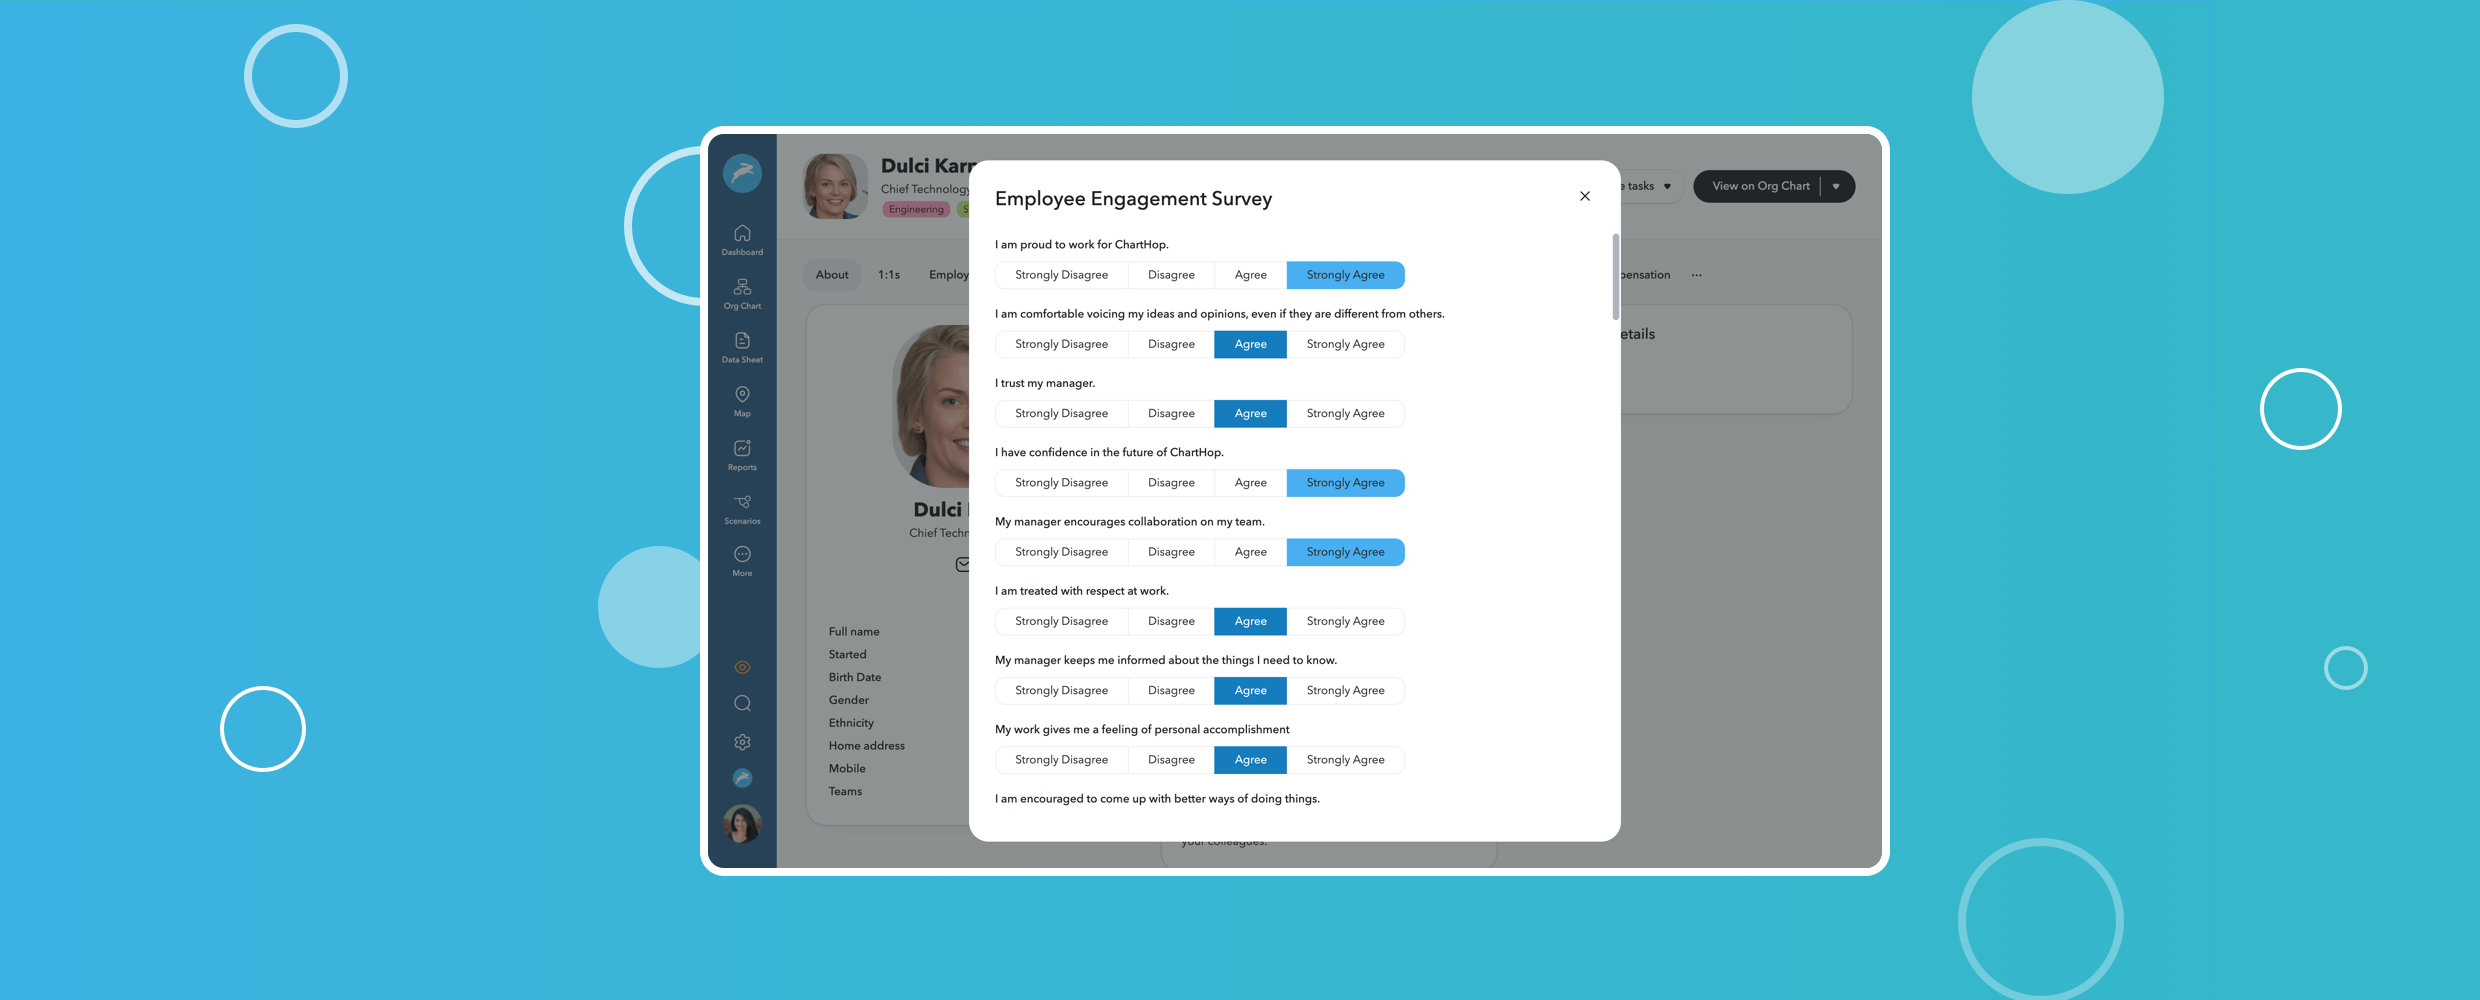 Dulci Karn
Chief Technology
Engineering S
e tasks
View on Org Chart
Dashboard
Org Chart
Data Sheet
Map
Reports
Scenarios
More
About 1:1s Employ
pensation ...
etails
Dulci
Chief Techn
Full name
Started
Birth Date
Gender
Ethnicity
Home address
Mobile
Teams
Employee Engagement Survey
I am proud to work for ChartHop.
Strongly Disagree Disagree Agree Strongly Agree
I am comfortable voicing my ideas and opinions, even if they are different from others.
Strongly Disagree Disagree Agree Strongly Agree
I trust my manager.
Strongly Disagree Disagree Agree Strongly Agree
I have confidence in the future of ChartHop.
Strongly Disagree Disagree Agree Strongly Agree
My manager encourages collaboration on my team.
Strongly Disagree Disagree Agree Strongly Agree
I am treated with respect at work.
Strongly Disagree Disagree Agree Strongly Agree
My manager keeps me informed about the things I need to know.
Strongly Disagree Disagree Agree Strongly Agree
My work gives me a feeling of personal accomplishment
Strongly Disagree Disagree Agree Strongly Agree
I am encouraged to come up with better ways of doing things.
your colleagues.